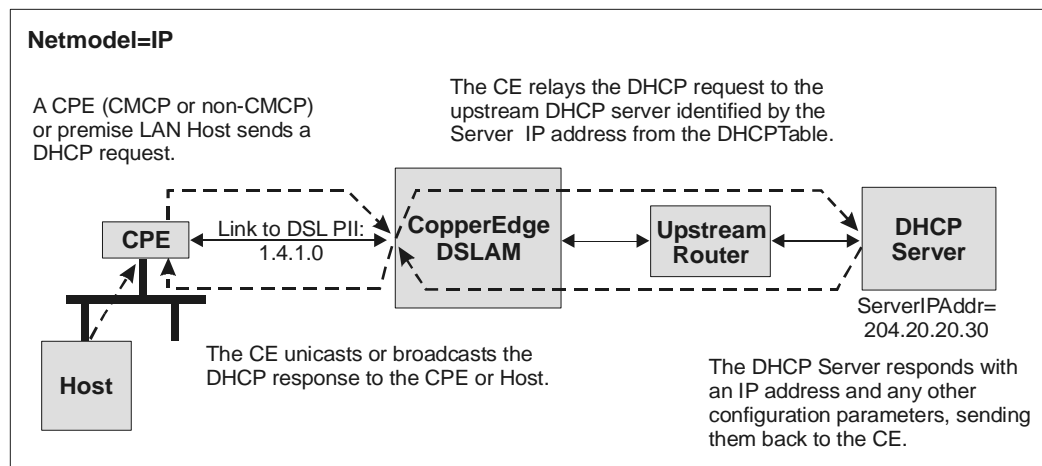 Netmodel=IP
The CE relays the DHCP request to the
upstream DHCP server identified by the
Server IP address from the DHCPTable.
A CPE (CMCP or non-CMCP)
or premise LAN Host sends a
DHCP request.
CPE
Link to DSL PII:
1.4.1.0
CopperEdge
DSLAM
Upstream
Router
DHCP
Server
ServerIPAddr=
204.20.20.30
Host
The CE unicasts or broadcasts the
DHCP response to the CPE or Host.
The DHCP Server responds with
an IP address and any other
configuration parameters, sending
them back to the CE.